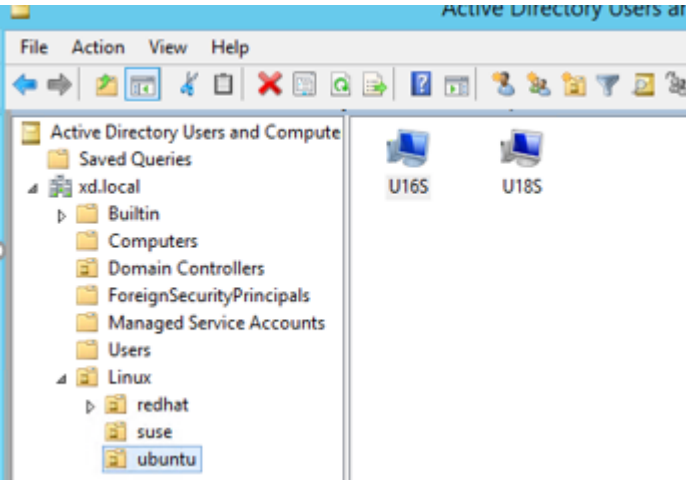 Active Directory Users an
File Action View Help
Active Directory Users and Compute
Saved Queries
xd.local
Builtin
Computers
Domain Controllers
ForeignSecurityPrincipals
Managed Service Accounts
Users
Linux
redhat
suse
ubuntu
U16S U18S